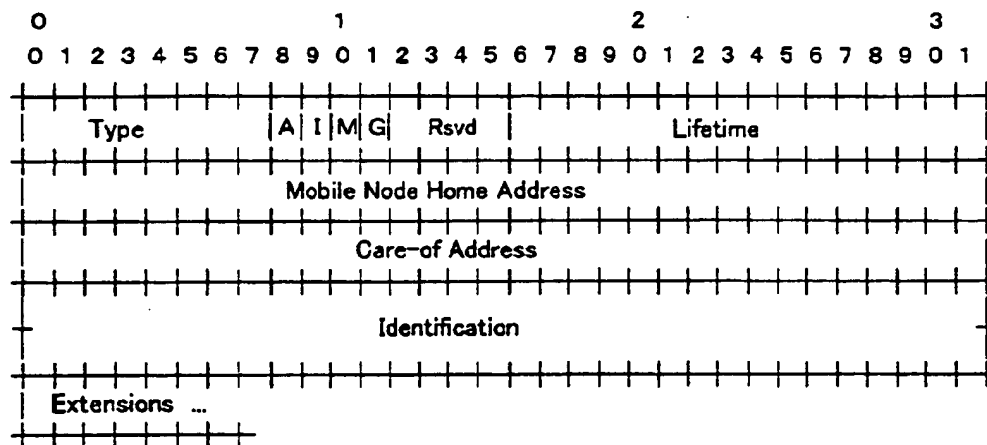 0 1 2 3
0 1 2 3 4 5 6 7 8 9 0 1 2 3 4 5 6 7 8 9 0 1 2 3 4 5 6 7 8 9 0 1
Type |A|I|M|G| Rsvd | Lifetime
Mobile Node Home Address
Care-of Address
Identification
Extensions ...